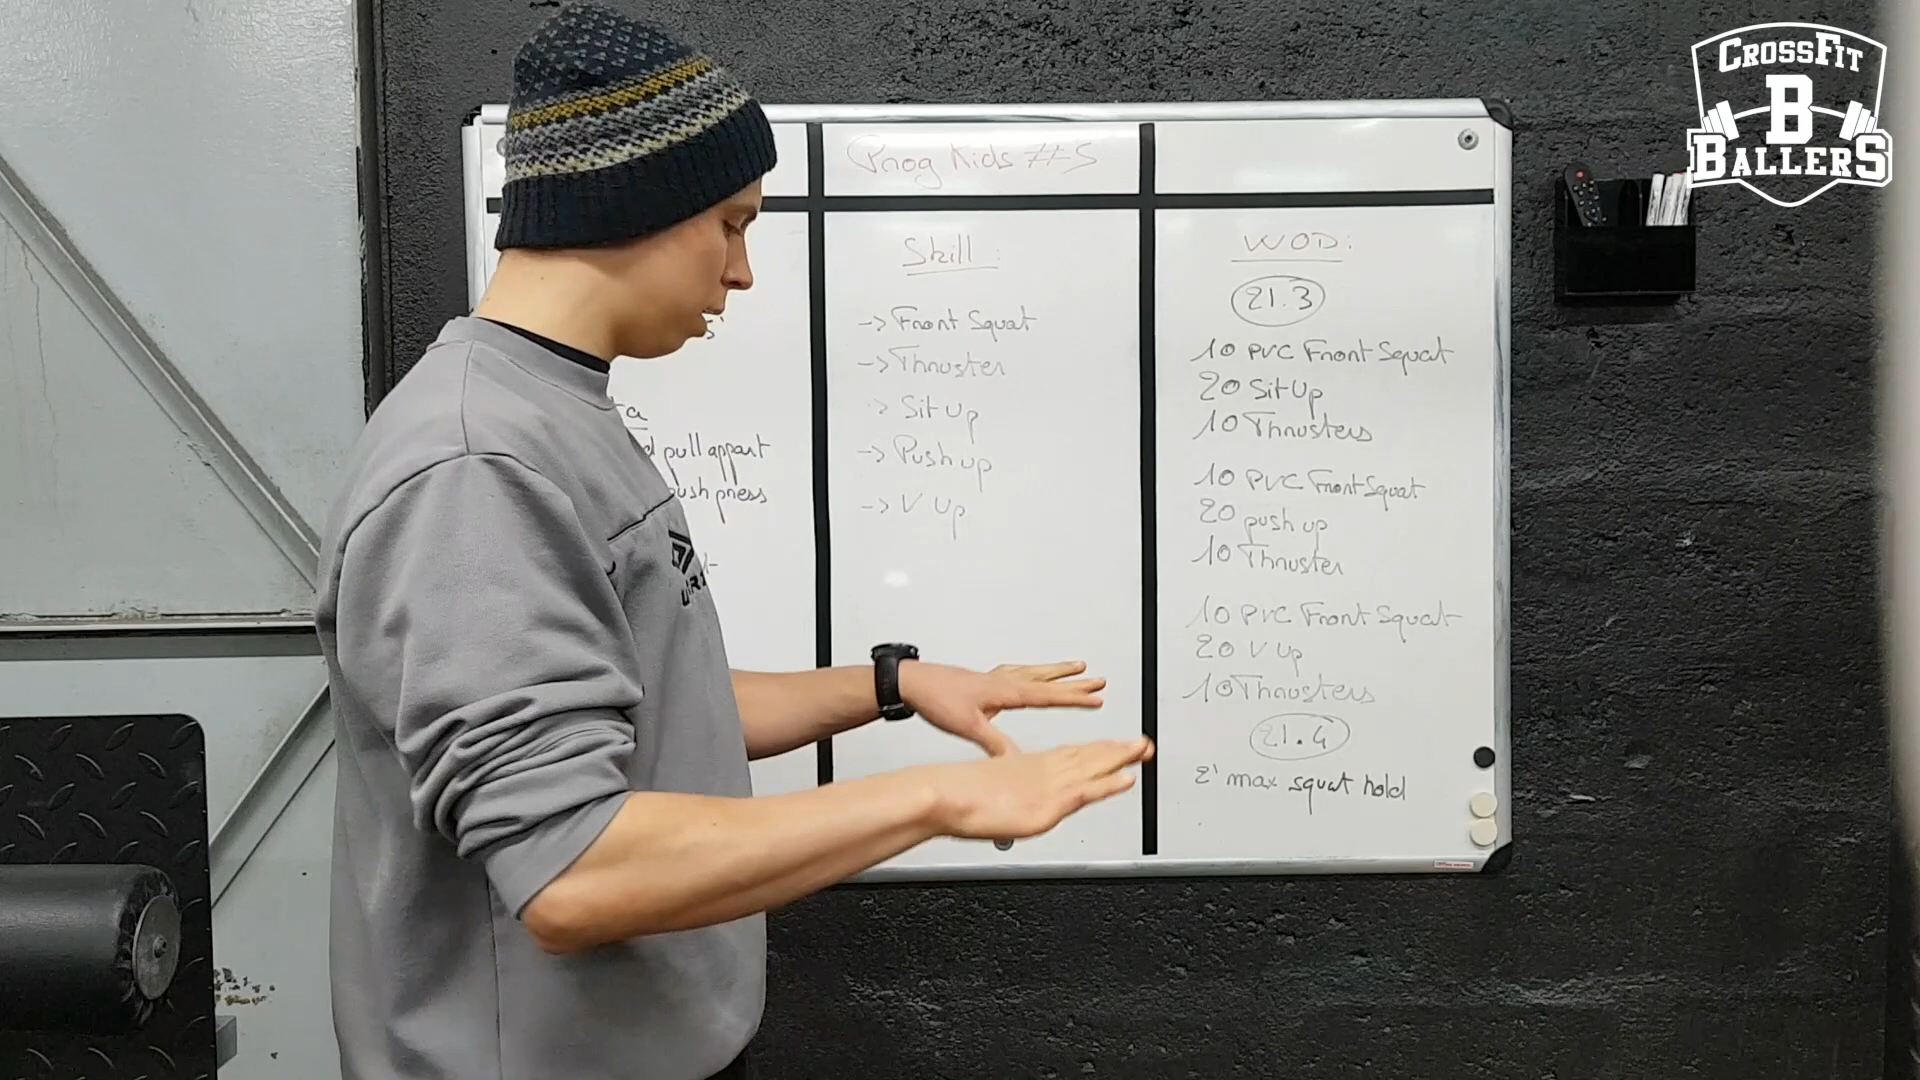 CROSSFIT
B
BALLERS
Prog Kids #5
pull appart
push press
Skill :
-> Front Squat
-> Thruster
-> Sit Up
-> Push up
-> V Up
WOD :
21.3
10 PVC Front Squat
20 Sit Up
10 Thrusters
10 PVC Front Squat
20 push up
10 Thruster
10 PVC Front Squat
20 V Up
10 Thrusters
21.4
2' max squat hold